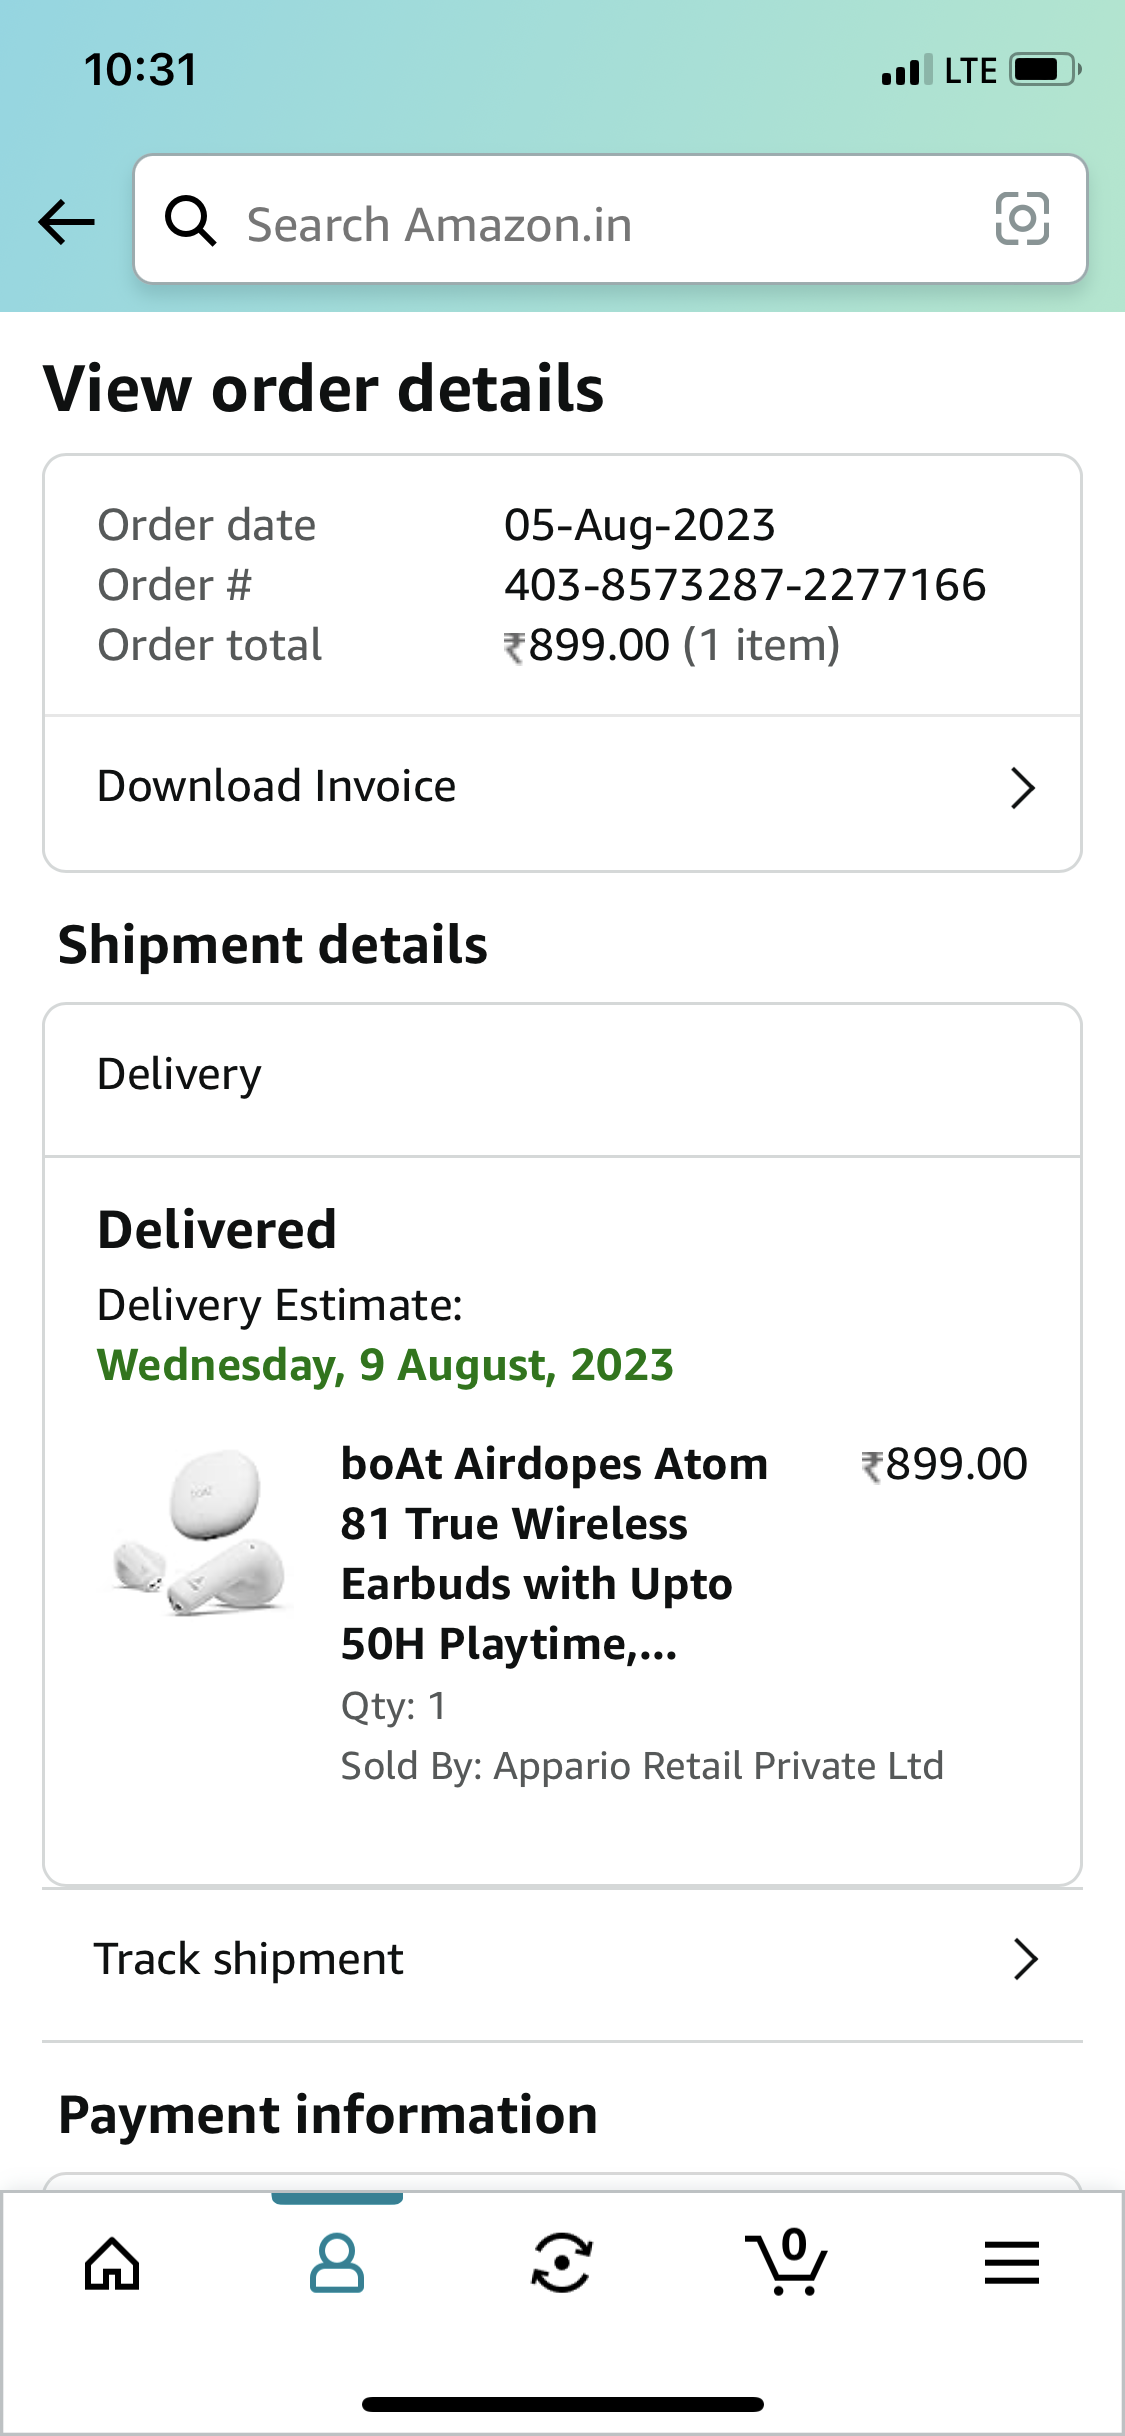 10:31
LTE
Search Amazon.in
View order details
Order date 05-Aug-2023
Order # 403-8573287-2277166
Order total ₹899.00 (1 item)
Download Invoice
Shipment details
Delivery
Delivered
Delivery Estimate:
Wednesday, 9 August, 2023
boAt
boAt Airdopes Atom ₹899.00
81 True Wireless
Earbuds with Upto
50H Playtime,...
Qty: 1
Sold By: Appario Retail Private Ltd
Track shipment
Payment information
0